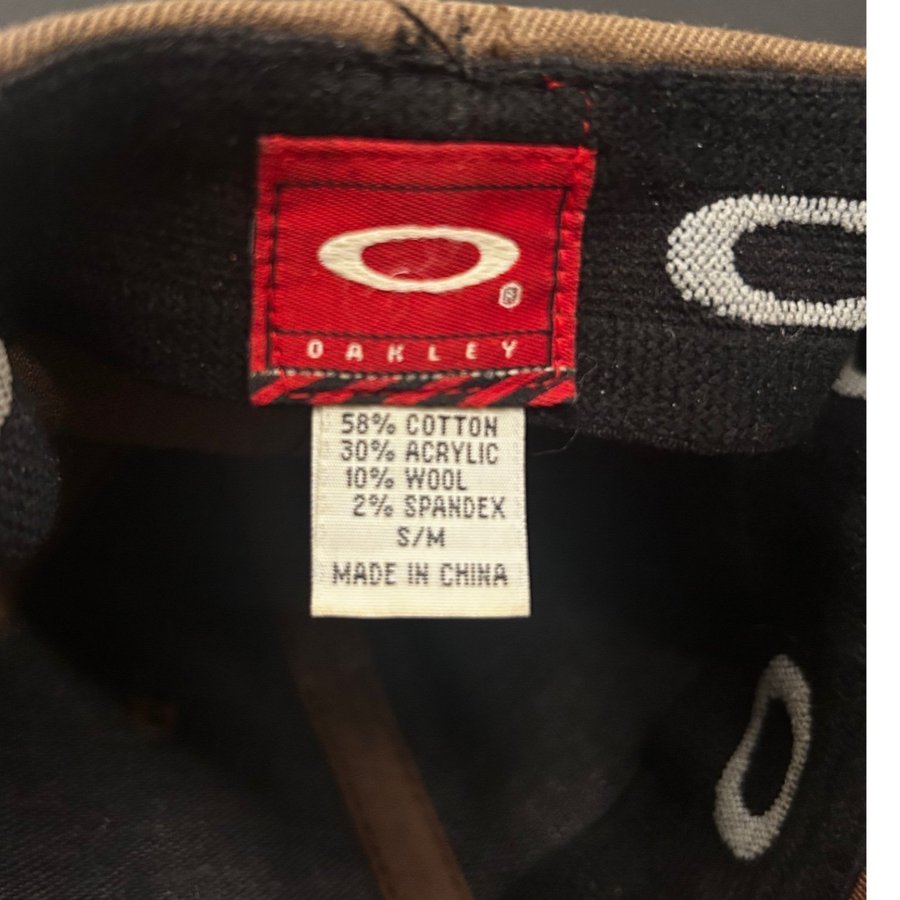 ®
OAKLEY
58% COTTON
30% ACRYLIC
10% WOOL
2% SPANDEX
S/M
MADE IN CHINA